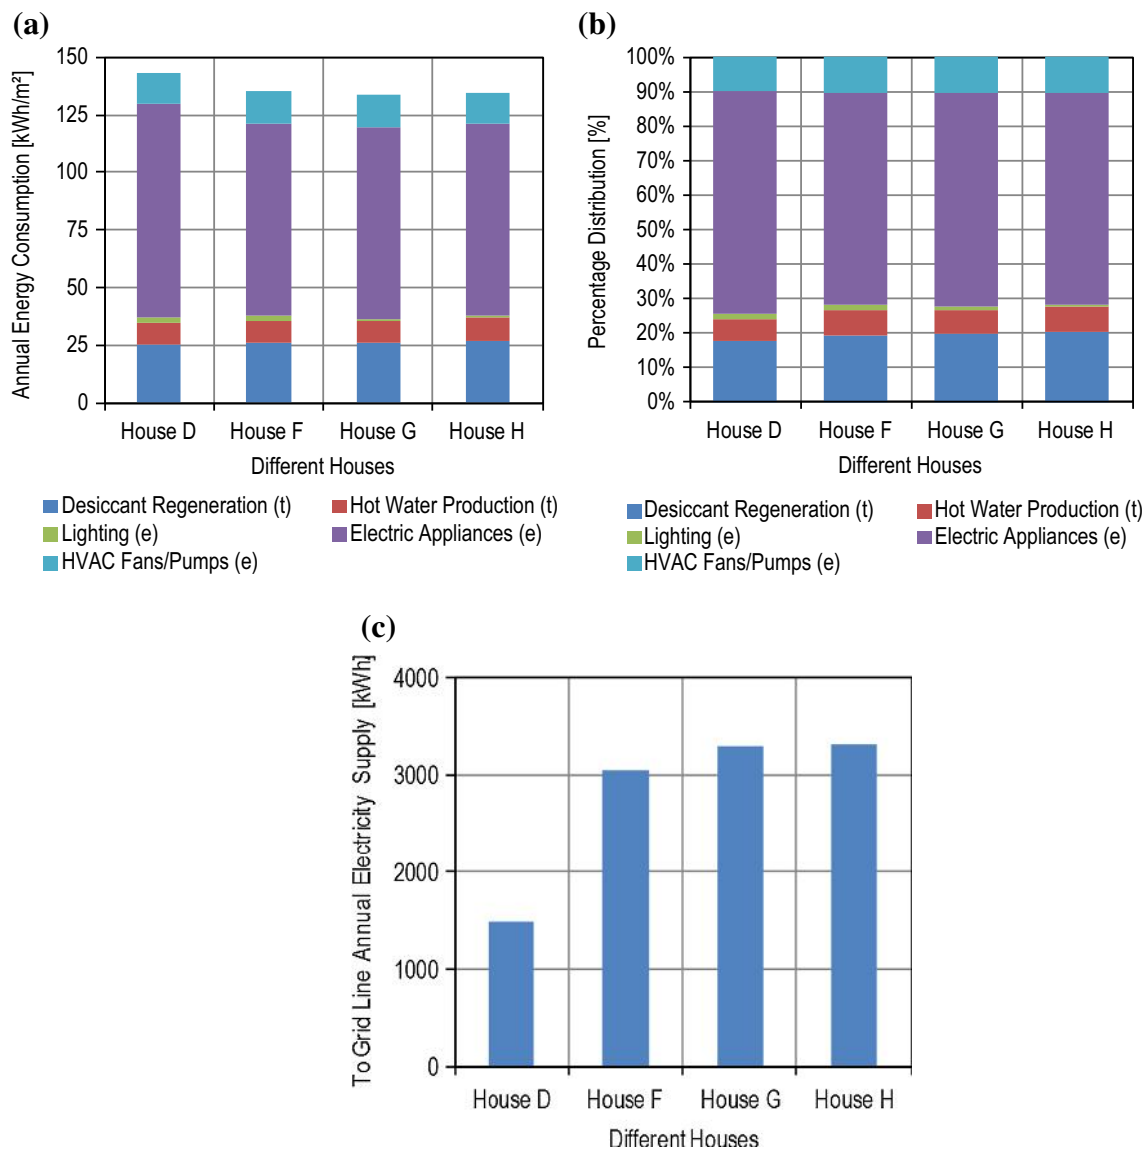 (a)
Annual Energy Consumption [kWh/m²]
150
125
100
75
50
25
0
House D House F House G House H
Different Houses
Desiccant Regeneration (t) Hot Water Production (t)
Lighting (e) Electric Appliances (e)
HVAC Fans/Pumps (e)
(b)
Percentage Distribution [%]
100%
90%
80%
70%
60%
50%
40%
30%
20%
10%
0%
House D House F House G House H
Different Houses
Desiccant Regeneration (t) Hot Water Production (t)
Lighting (e) Electric Appliances (e)
HVAC Fans/Pumps (e)
(c)
To Grid Line Annual Electricity Supply [kWh]
4000
3000
2000
1000
0
House D House F House G House H
Different Houses